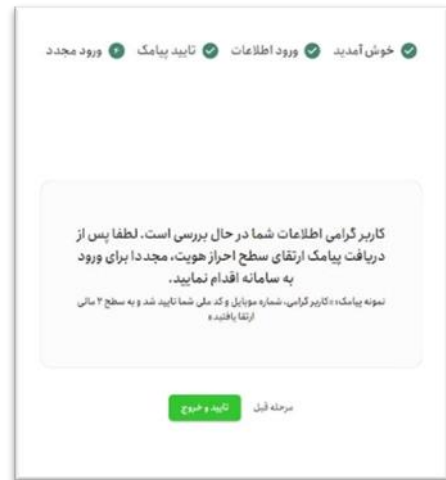 خوش آمدید ورود اطلاعات تایید پیامک ۴ ورود مجدد
کاربر گرامی اطلاعات شما در حال بررسی است. لطفا پس از
دریافت پیامک ارتقای سطح احراز هویت، مجددا برای ورود
به سامانه اقدام نمایید.
نمونه پیامک: «کاربر گرامی، شماره موبایل و کد ملی شما تایید شد و به سطح ۲ مالی
ارتقا یافتید»
مرحله قبل تایید و خروج